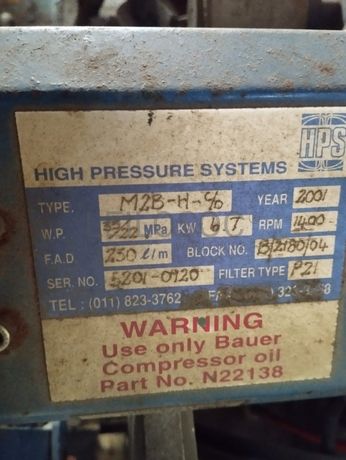 HPS
HIGH PRESSURE SYSTEMS
TYPE. M2B-H-% YEAR 2001
W.P. MPa KW 6.7 RPM 1400
F.A.D 250 l/m BLOCK NO. B/2180/04
SER. NO. 5201-0920 FILTER TYPE P21
TEL : (011) 823-3762
WARNING
Use only Bauer
Compressor oil
Part No. N22138